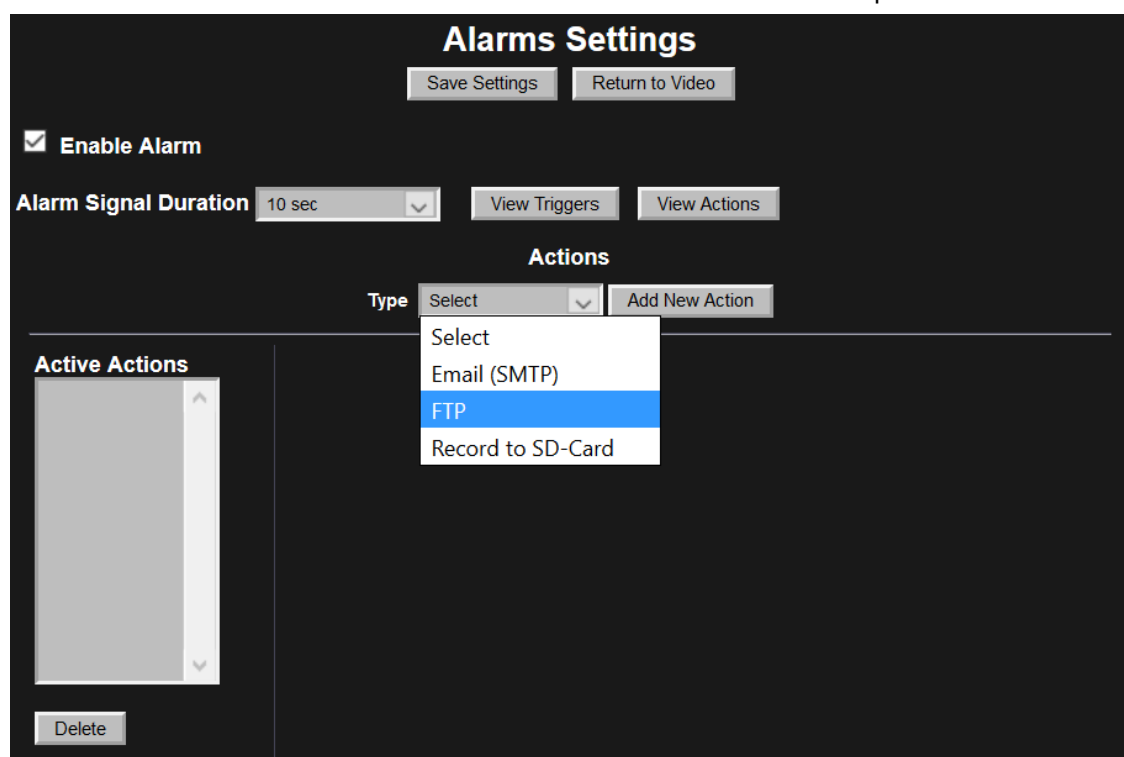 Alarms Settings
Save Settings Return to Video
Enable Alarm
Alarm Signal Duration 10 sec View Triggers View Actions
Actions
Type Select Add New Action
Select
Active Actions
Email (SMTP)
FTP
Record to SD-Card
Delete